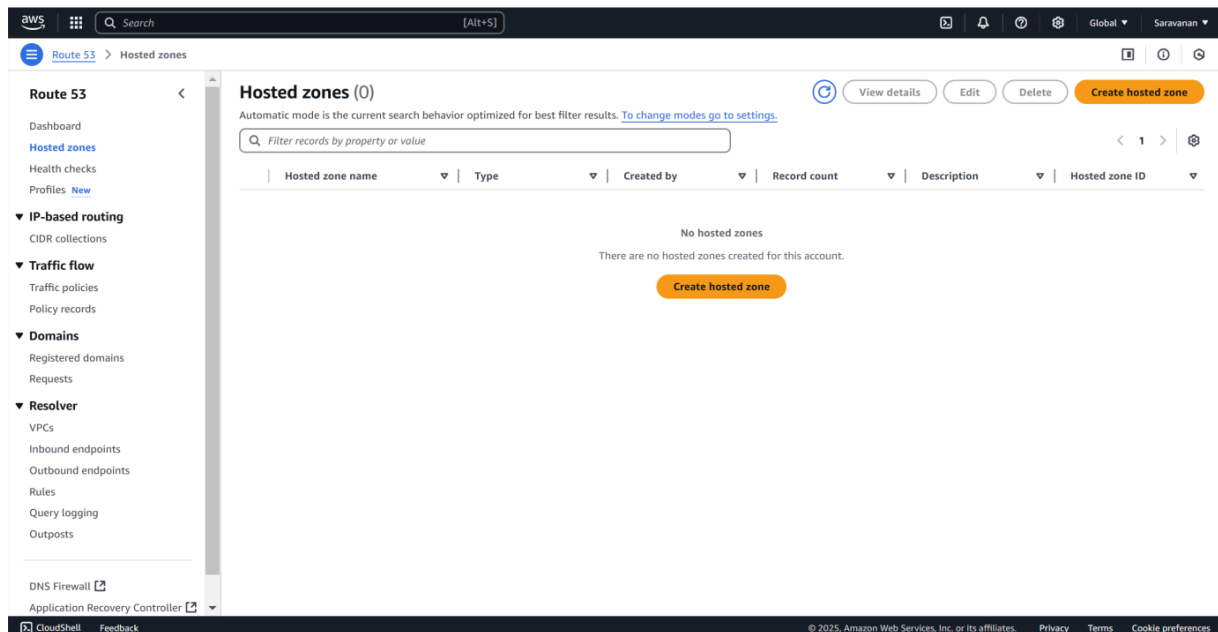 aws Search [Alt+S] Global Saravanan
Route 53 > Hosted zones
Route 53
Dashboard
Hosted zones
Health checks
Profiles New
IP-based routing
CIDR collections
Traffic flow
Traffic policies
Policy records
Domains
Registered domains
Requests
Resolver
VPCs
Inbound endpoints
Outbound endpoints
Rules
Query logging
Outposts
DNS Firewall
Application Recovery Controller
Hosted zones (0) View details Edit Delete Create hosted zone
Automatic mode is the current search behavior optimized for best filter results. To change modes go to settings.
Filter records by property or value < 1 >
Hosted zone name Type Created by Record count Description Hosted zone ID
No hosted zones
There are no hosted zones created for this account.
Create hosted zone
CloudShell Feedback © 2025, Amazon Web Services, Inc. or its affiliates. Privacy Terms Cookie preferences